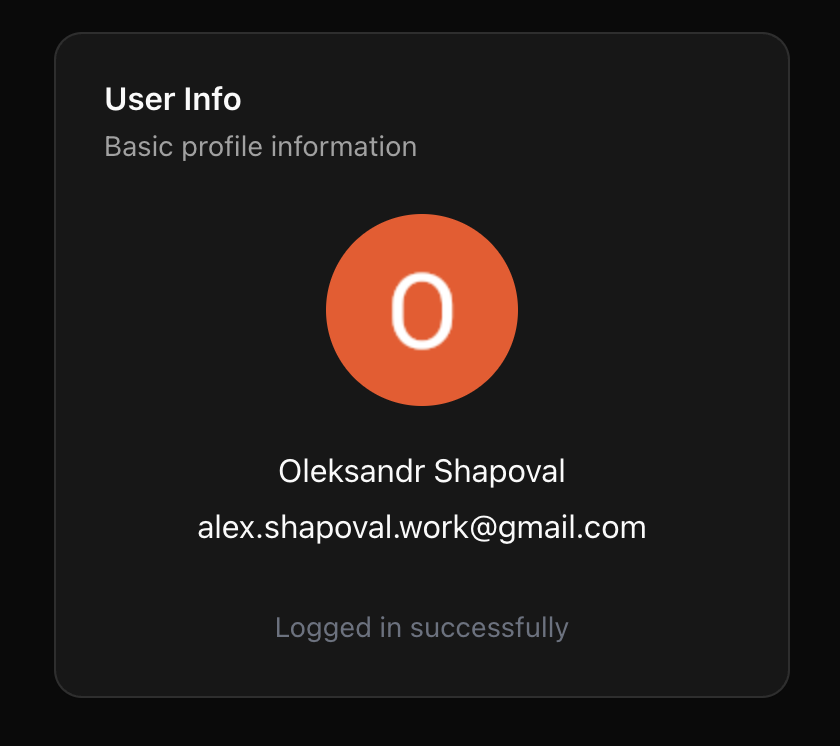 User Info
Basic profile information
O
Oleksandr Shapoval
alex.shapoval.work@gmail.com
Logged in successfully